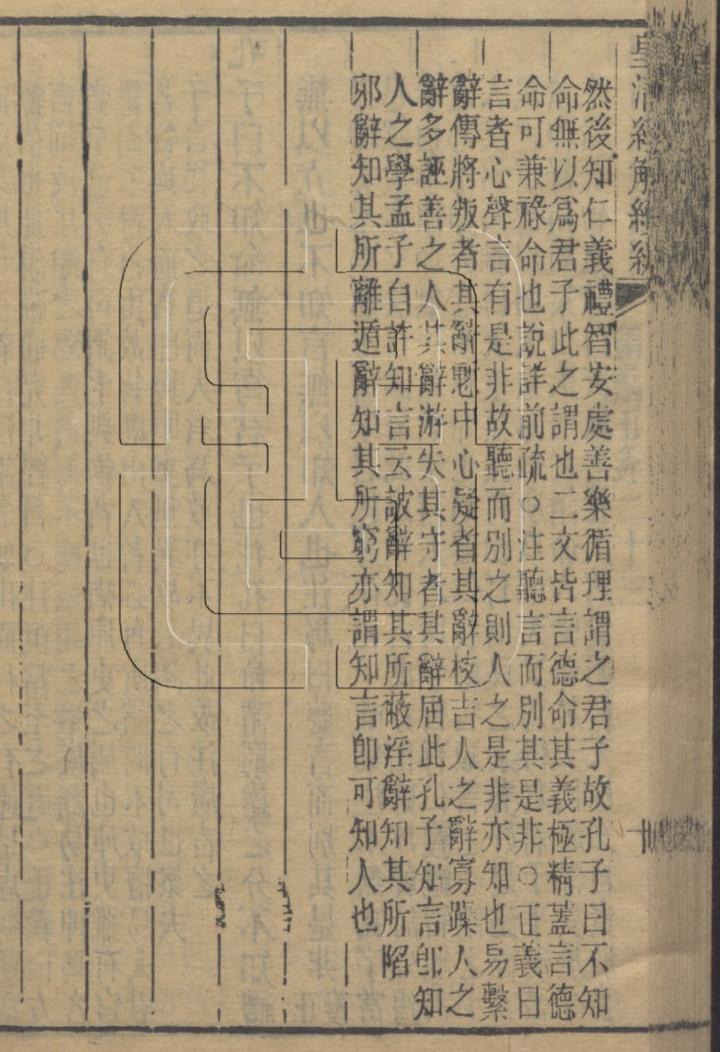 皇清經解續
然後知仁義禮智安處善樂循理謂之君子故孔子曰不知
命無以爲君子此之謂也二文皆言德命其義極精蓋言德
命可兼祿命也說詳前疏○注聽言而別其是非○正義曰
言者心聲言有是非故聽而別之則人之是非亦知也易繫
辭傳將叛者其辭慙中心疑者其辭枝吉人之辭寡躁人之
辭多誣善之人其辭游失其守者其辭屈此孔子知言卽知
人之學孟子自許知言云詖辭知其所蔽淫辭知其所陷
邪辭知其所離遁辭知其所窮亦謂知言卽可知人也